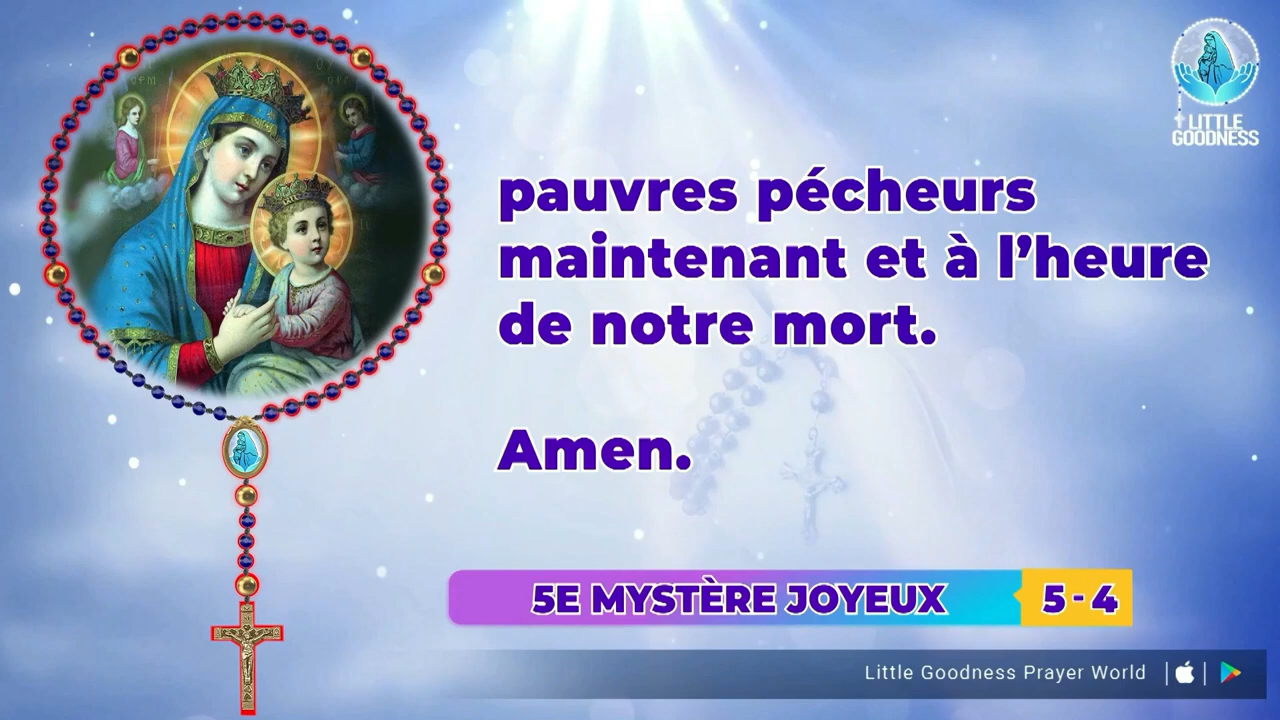 LITTLE
GOODNESS
pauvres pécheurs
maintenant et à l’heure
de notre mort.
Amen.
5E MYSTÈRE JOYEUX
5 - 4
Little Goodness Prayer World